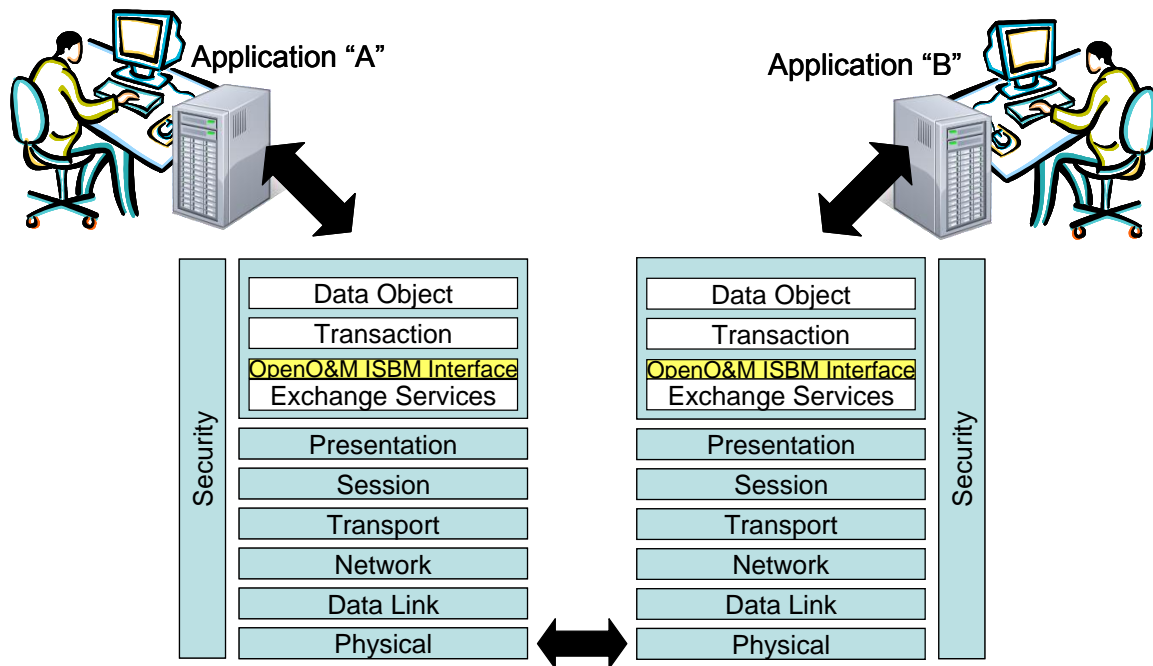 Application “A”
Application “B”
Security
Data Object
Transaction
OpenO&M ISBM Interface
Exchange Services
Presentation
Session
Transport
Network
Data Link
Physical
Data Object
Transaction
OpenO&M ISBM Interface
Exchange Services
Presentation
Session
Transport
Network
Data Link
Physical
Security